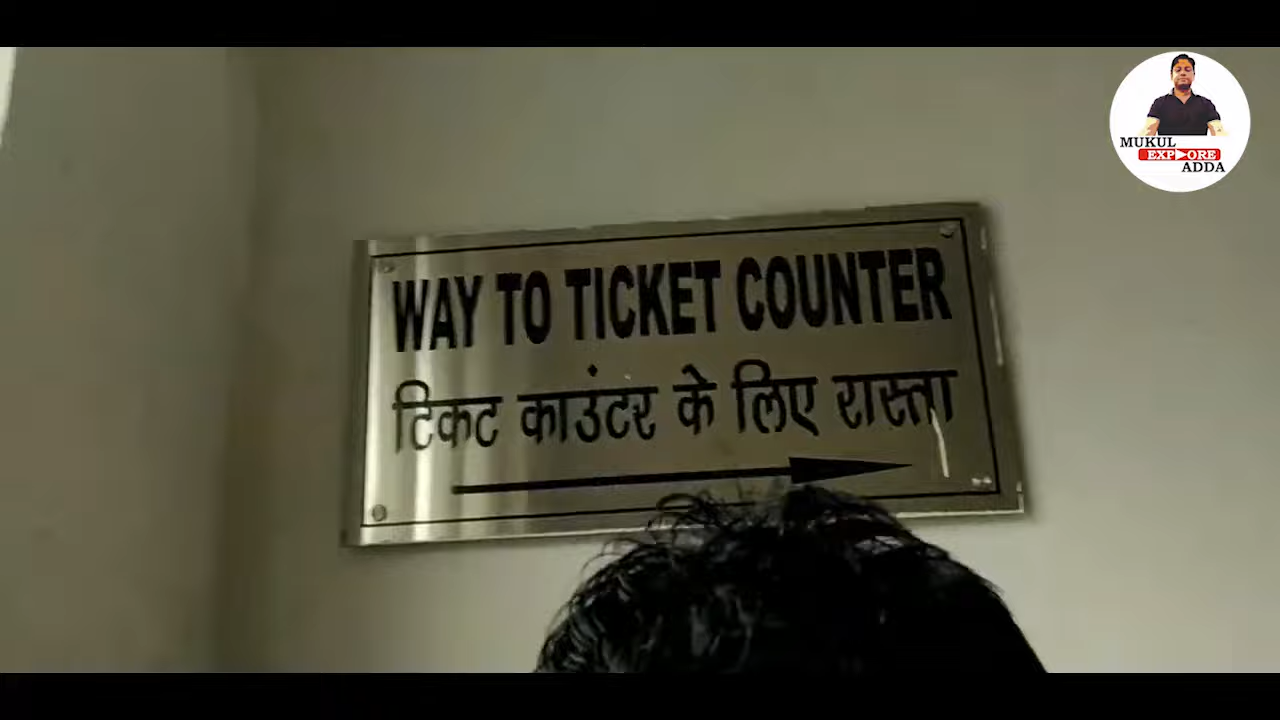 WAY TO TICKET COUNTER
टिकट काउंटर के लिए रास्ता
MUKUL
EXPLORE
ADDA